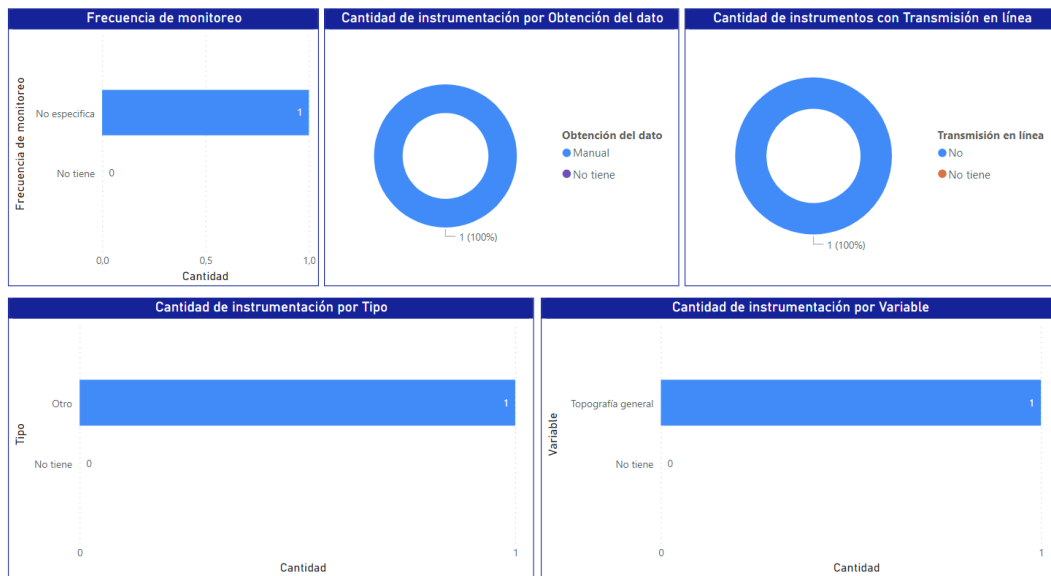 Frecuencia de monitoreo
Frecuencia de monitoreo
No especifica
1
No tiene
0
0,0
0,5
1,0
Cantidad
Cantidad de instrumentación por Obtención del dato
Obtención del dato
Manual
No tiene
1 (100%)
Cantidad de instrumentos con Transmisión en línea
Transmisión en línea
No
No tiene
1 (100%)
Cantidad de instrumentación por Tipo
Tipo
Otro
1
No tiene
0
0
1
Cantidad
Cantidad de instrumentación por Variable
Variable
Topografía general
1
No tiene
0
0
1
Cantidad